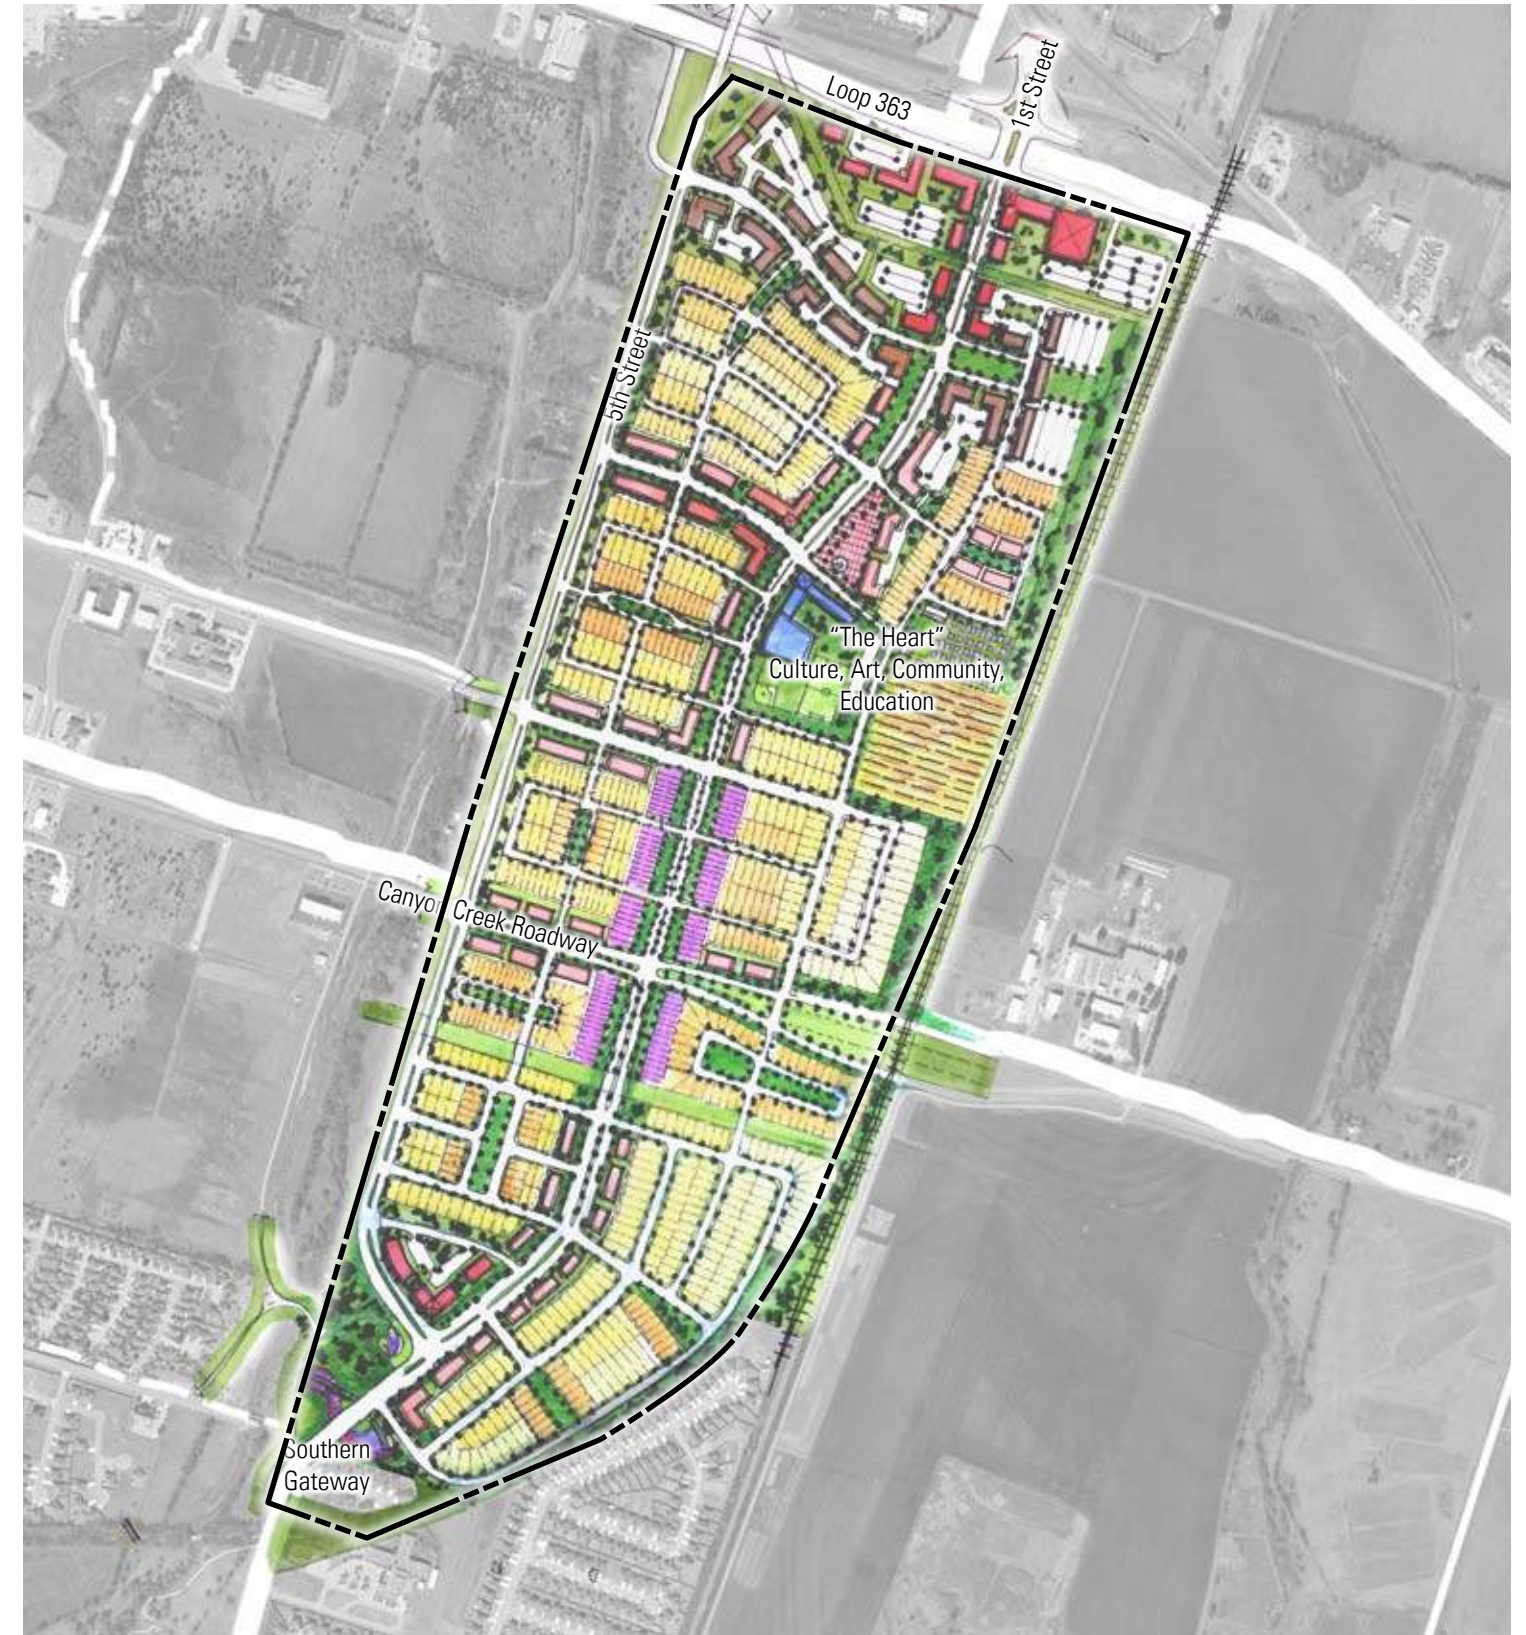 Loop 363
1st Street
5th Street
“The Heart”
Culture, Art, Community,
Education
Canyon Creek Roadway
Southern
Gateway